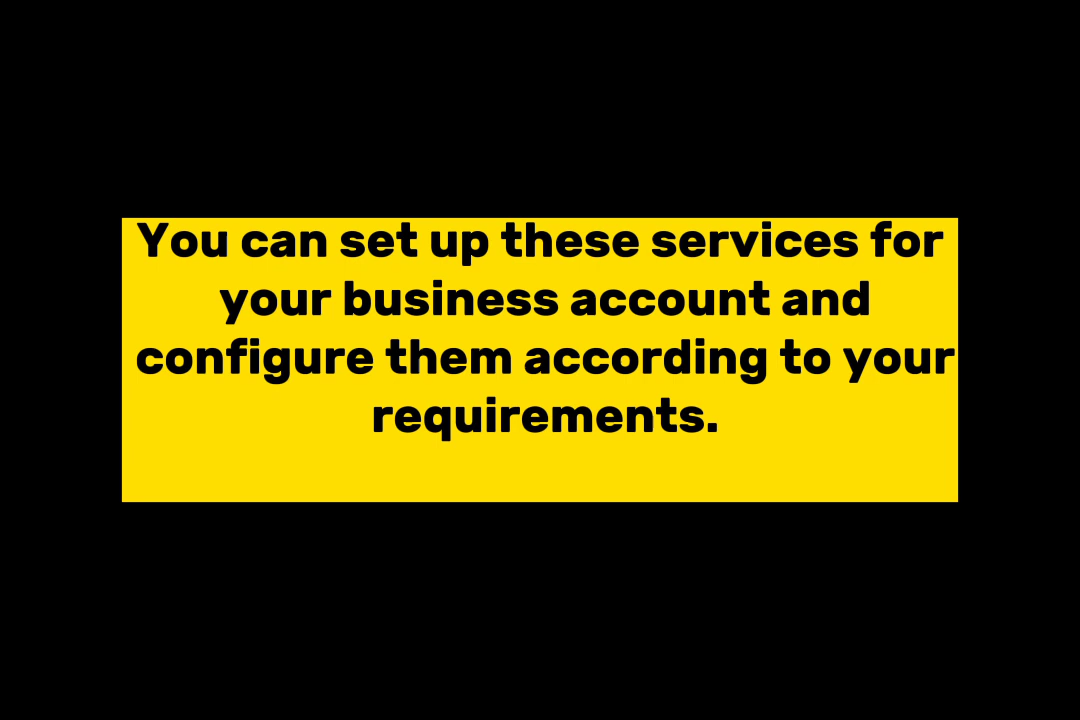 You can set up these services for
your business account and
configure them according to your
requirements.